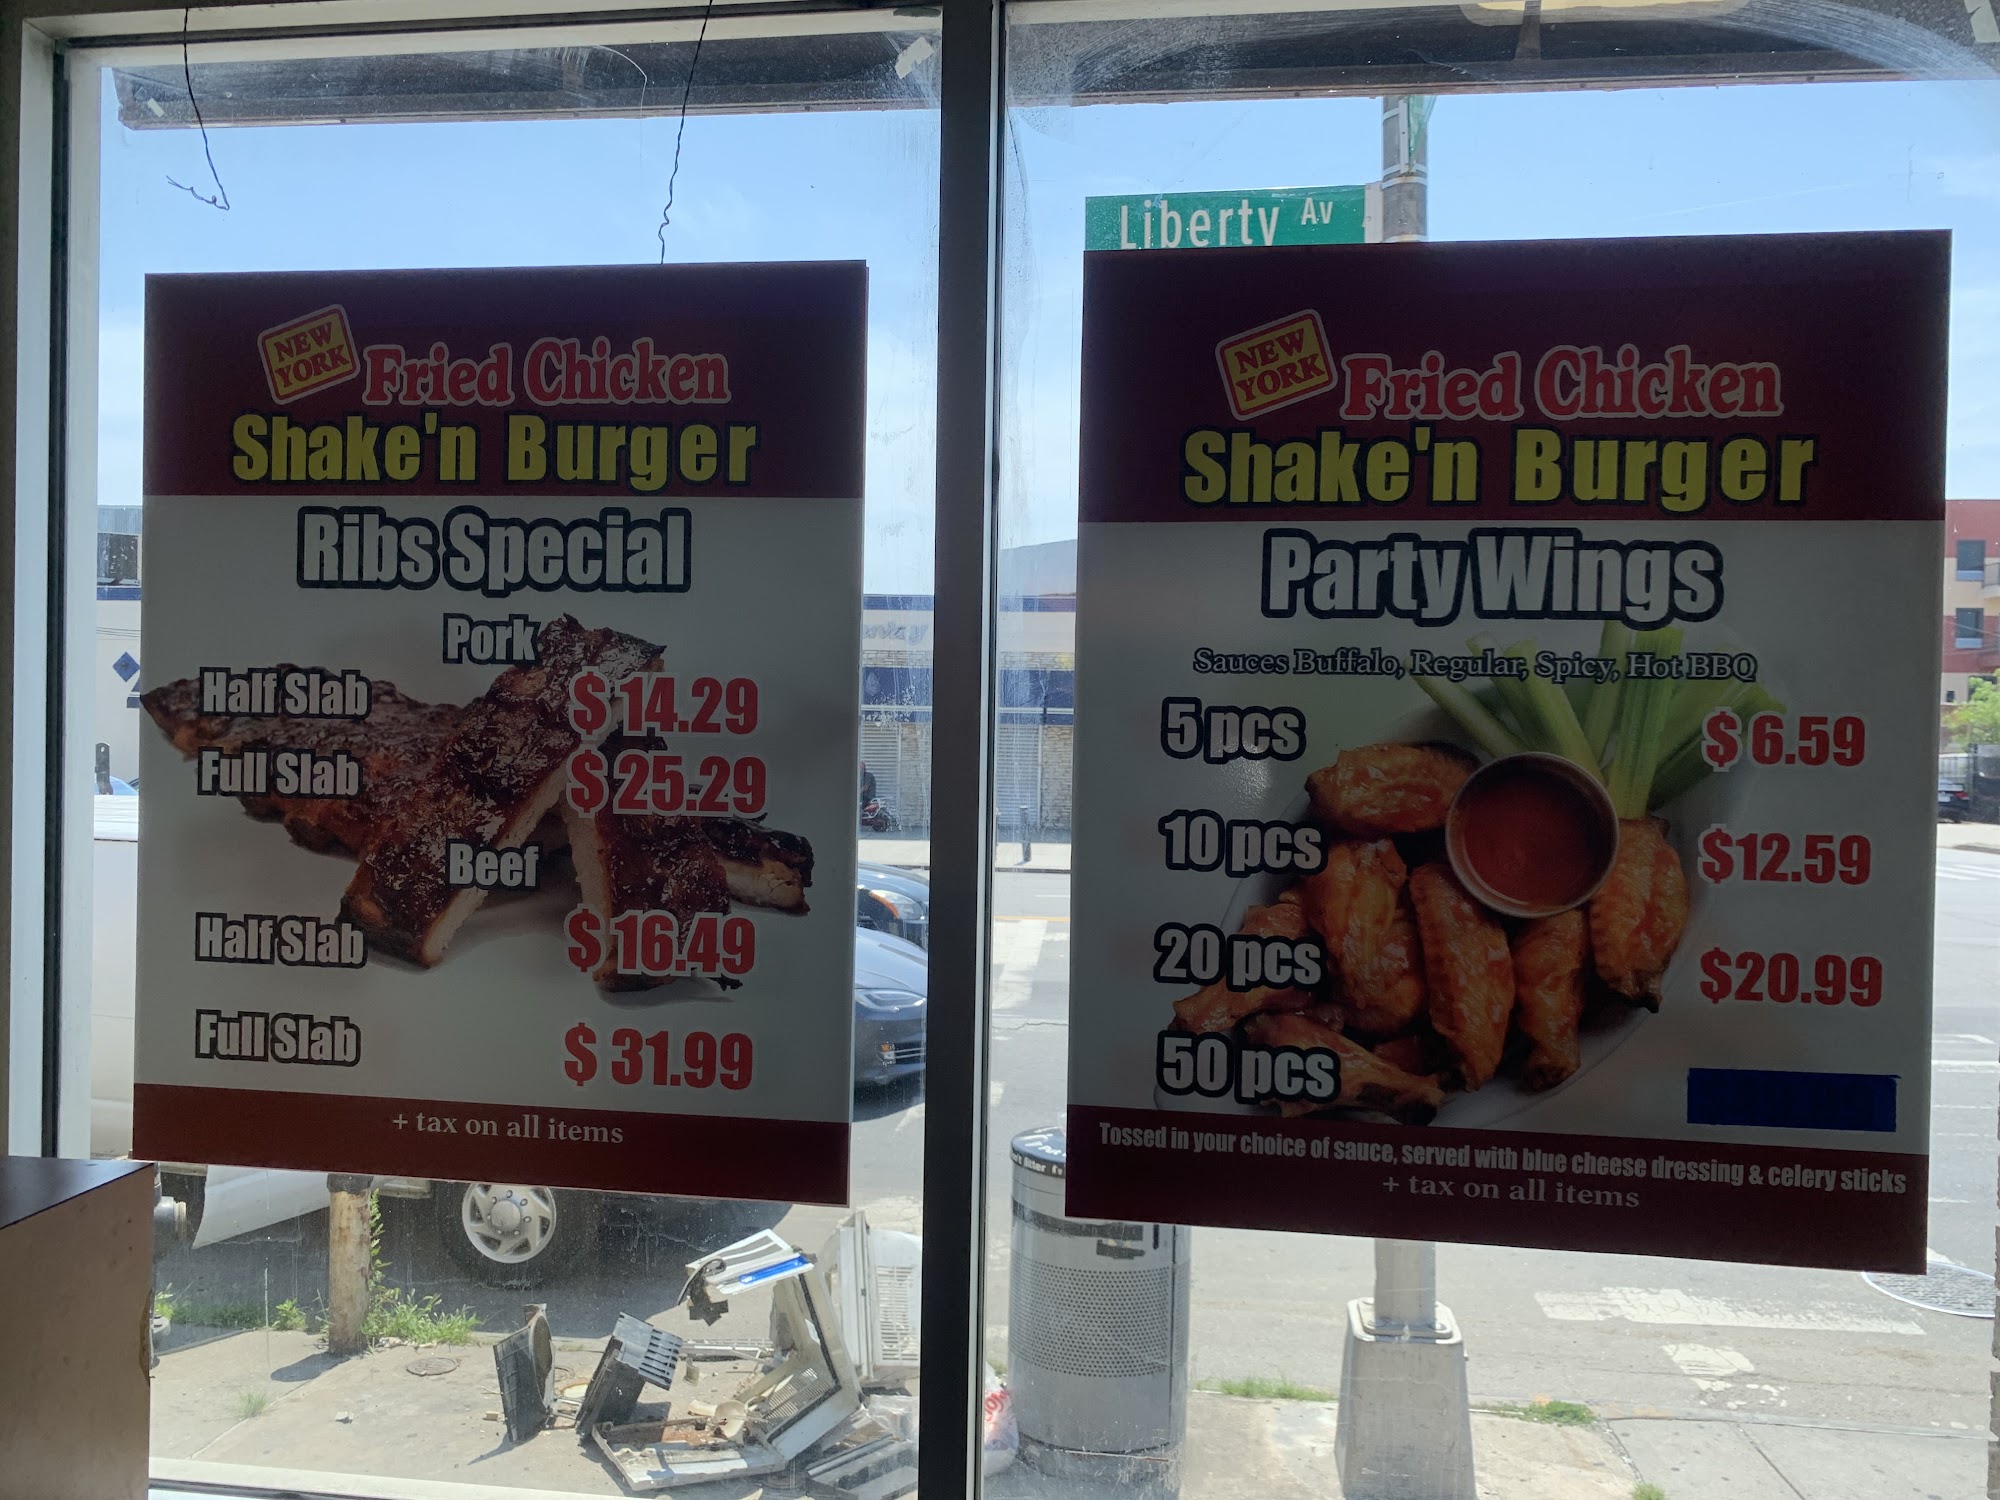 Liberty Av
NEW
YORK
Fried Chicken
Shake'n Burger
Ribs Special
Pork
Half Slab $ 14.29
Full Slab $ 25.29
Beef
Half Slab $ 16.49
Full Slab $ 31.99
+ tax on all items
NEW
YORK
Fried Chicken
Shake'n Burger
Party Wings
Sauces Buffalo, Regular, Spicy, Hot BBQ
5 pcs $ 6.59
10 pcs $12.59
20 pcs $20.99
50 pcs
Tossed in your choice of sauce, served with blue cheese dressing & celery sticks
+ tax on all items